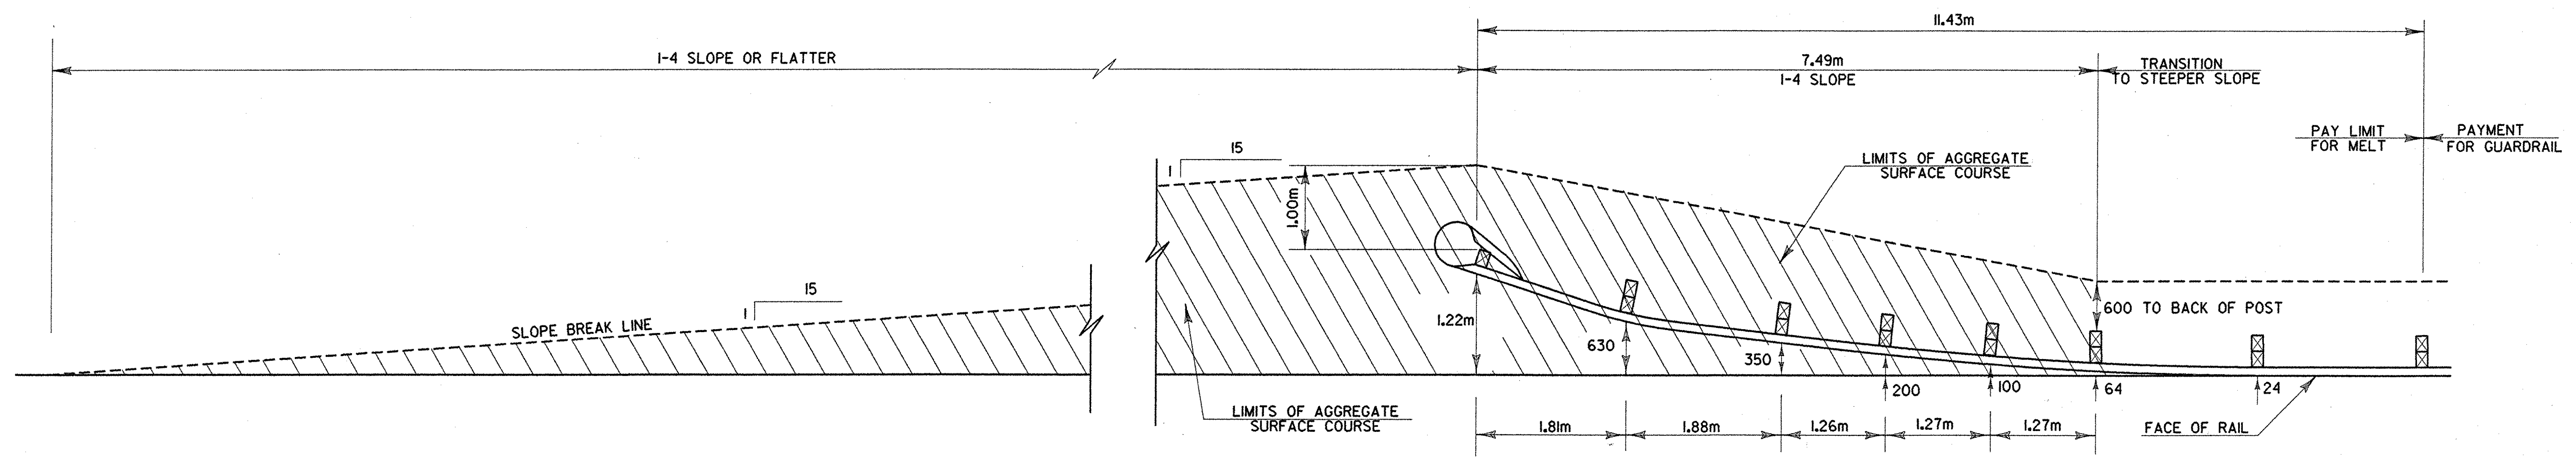 11.43m
1-4 SLOPE OR FLATTER
7.49m
1-4 SLOPE
TRANSITION
TO STEEPER SLOPE
PAY LIMIT
FOR MELT
PAYMENT
FOR GUARDRAIL
15
1
LIMITS OF AGGREGATE
SURFACE COURSE
1.00m
15
1
SLOPE BREAK LINE
600 TO BACK OF POST
1.22m
630
350
200
100
64
24
LIMITS OF AGGREGATE
SURFACE COURSE
1.81m
1.88m
1.26m
1.27m
1.27m
FACE OF RAIL